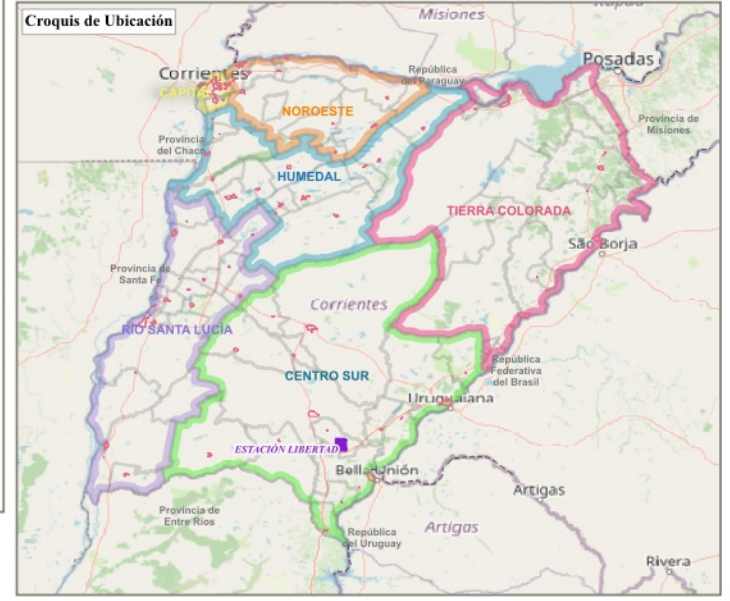 Croquis de Ubicación
Misiones
Posadas
Corrientes
República
del Paraguay
CAPITAL
NOROESTE
Provincia de
Misiones
Provincia
del Chaco
HUMEDAL
TIERRA COLORADA
São Borja
Provincia de
Santa Fe
Corrientes
RÍO SANTA LUCÍA
República
Federativa
del Brasil
CENTRO SUR
Uruguaiana
ESTACIÓN LIBERTAD
Bella Unión
Artigas
Provincia de
Entre Ríos
República
del Uruguay
Artigas
Rivera